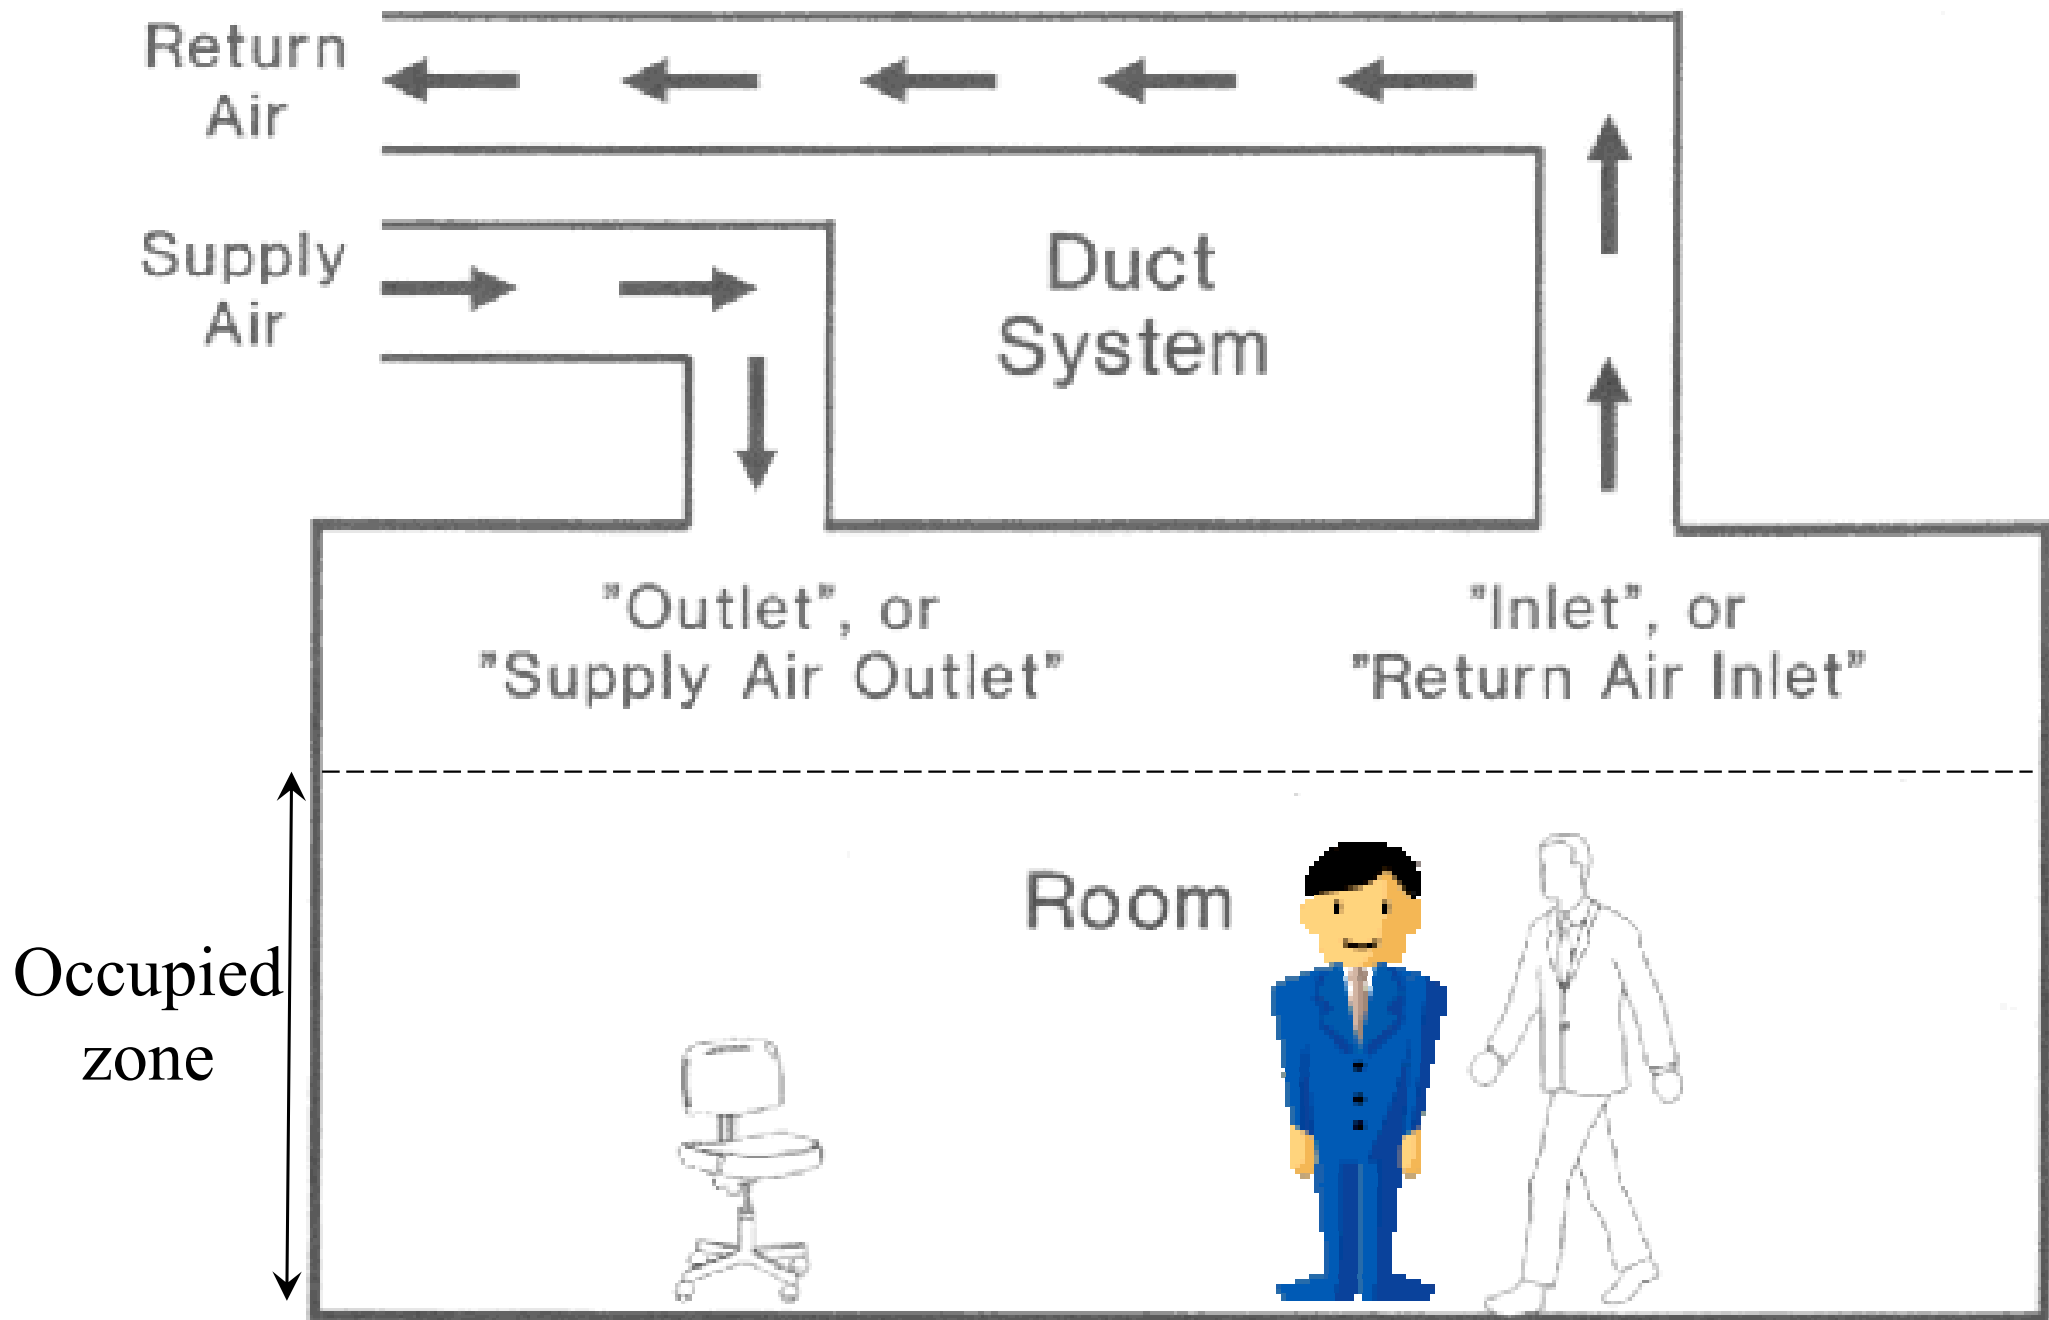 Return
Air
Supply
Air
Duct
System
"Outlet", or
"Supply Air Outlet"
"Inlet", or
"Return Air Inlet"
Room
Occupied
zone